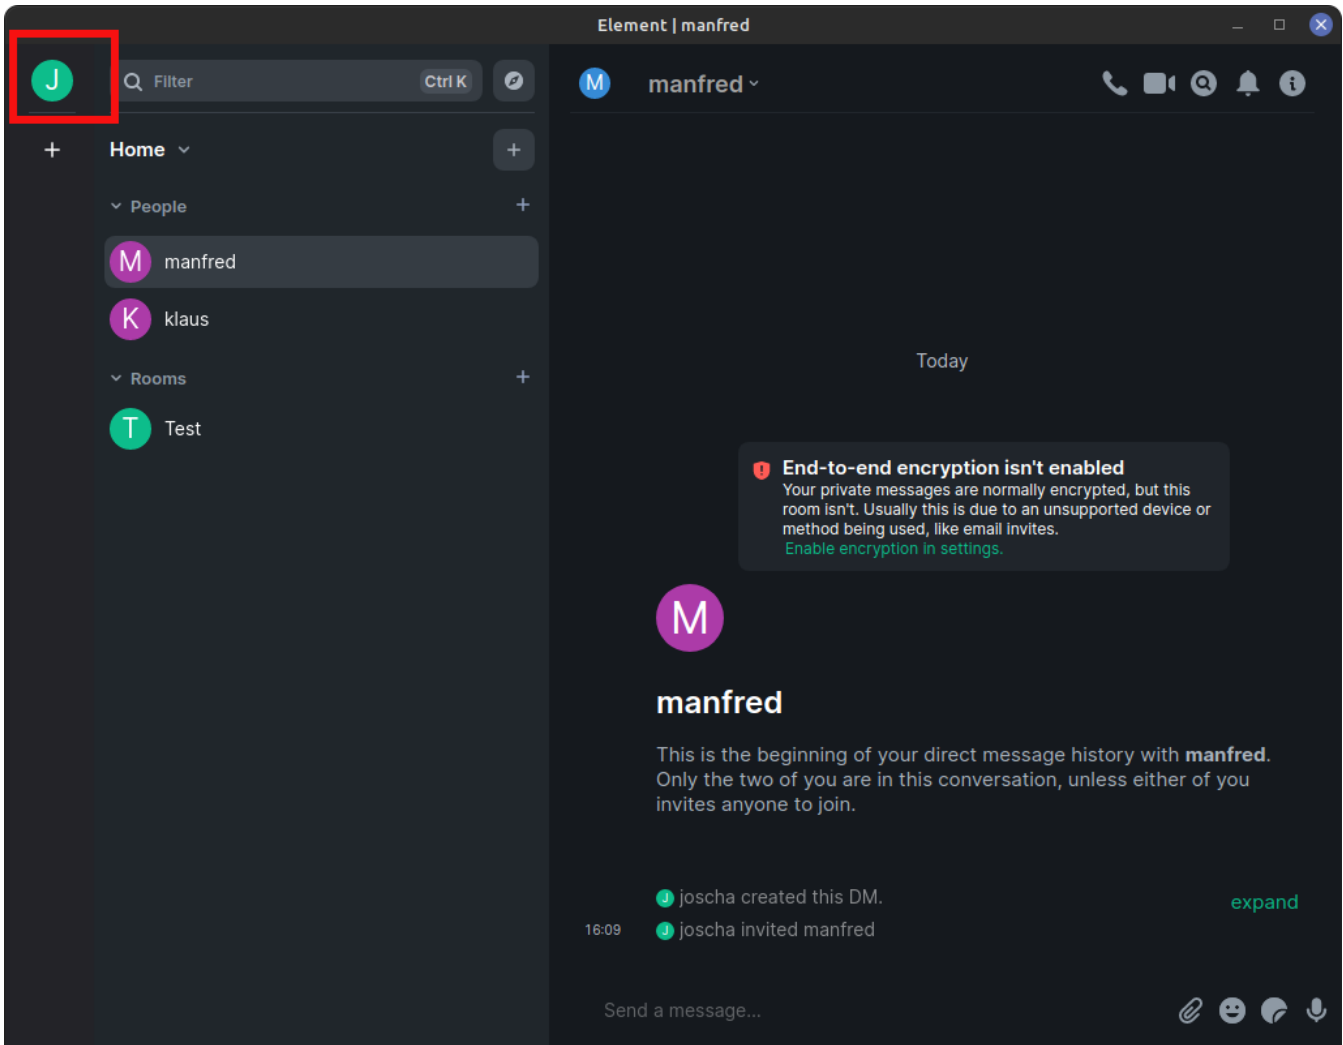 Element | manfred
J
Filter
Ctrl K
M
manfred
Home
People
M
manfred
K
klaus
Rooms
T
Test
Today
End-to-end encryption isn't enabled
Your private messages are normally encrypted, but this
room isn't. Usually this is due to an unsupported device or
method being used, like email invites.
Enable encryption in settings.
M
manfred
This is the beginning of your direct message history with manfred.
Only the two of you are in this conversation, unless either of you
invites anyone to join.
J joscha created this DM.
expand
16:09 J joscha invited manfred
Send a message...